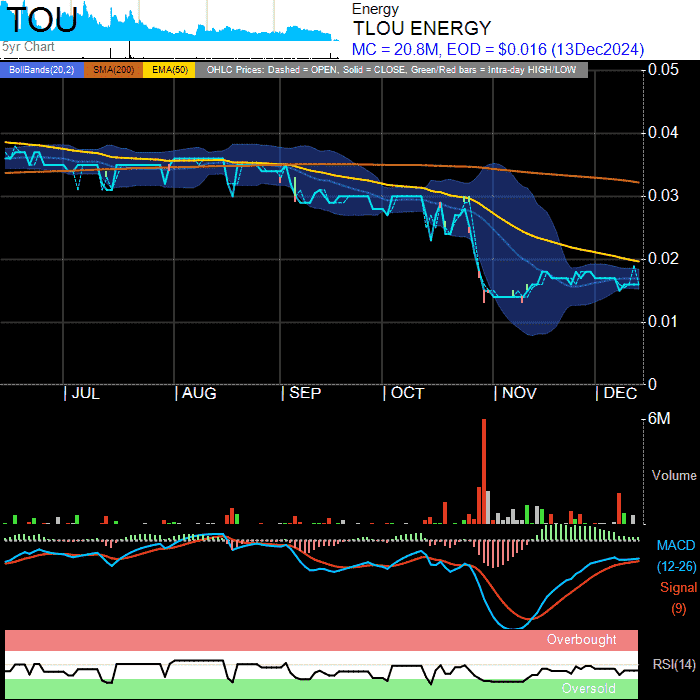 TOU
5yr Chart
Energy
TLOU ENERGY
MC = 20.8M, EOD = $0.016 (13Dec2024)
BollBands(20,2) SMA(200) EMA(50) OHLC Prices: Dashed = OPEN, Solid = CLOSE, Green/Red bars = Intra-day HIGH/LOW
0.05
0.04
0.03
0.02
0.01
0
JUL AUG SEP OCT NOV DEC
6M
Volume
MACD
(12-26)
Signal
(9)
Overbought
RSI(14)
Oversold